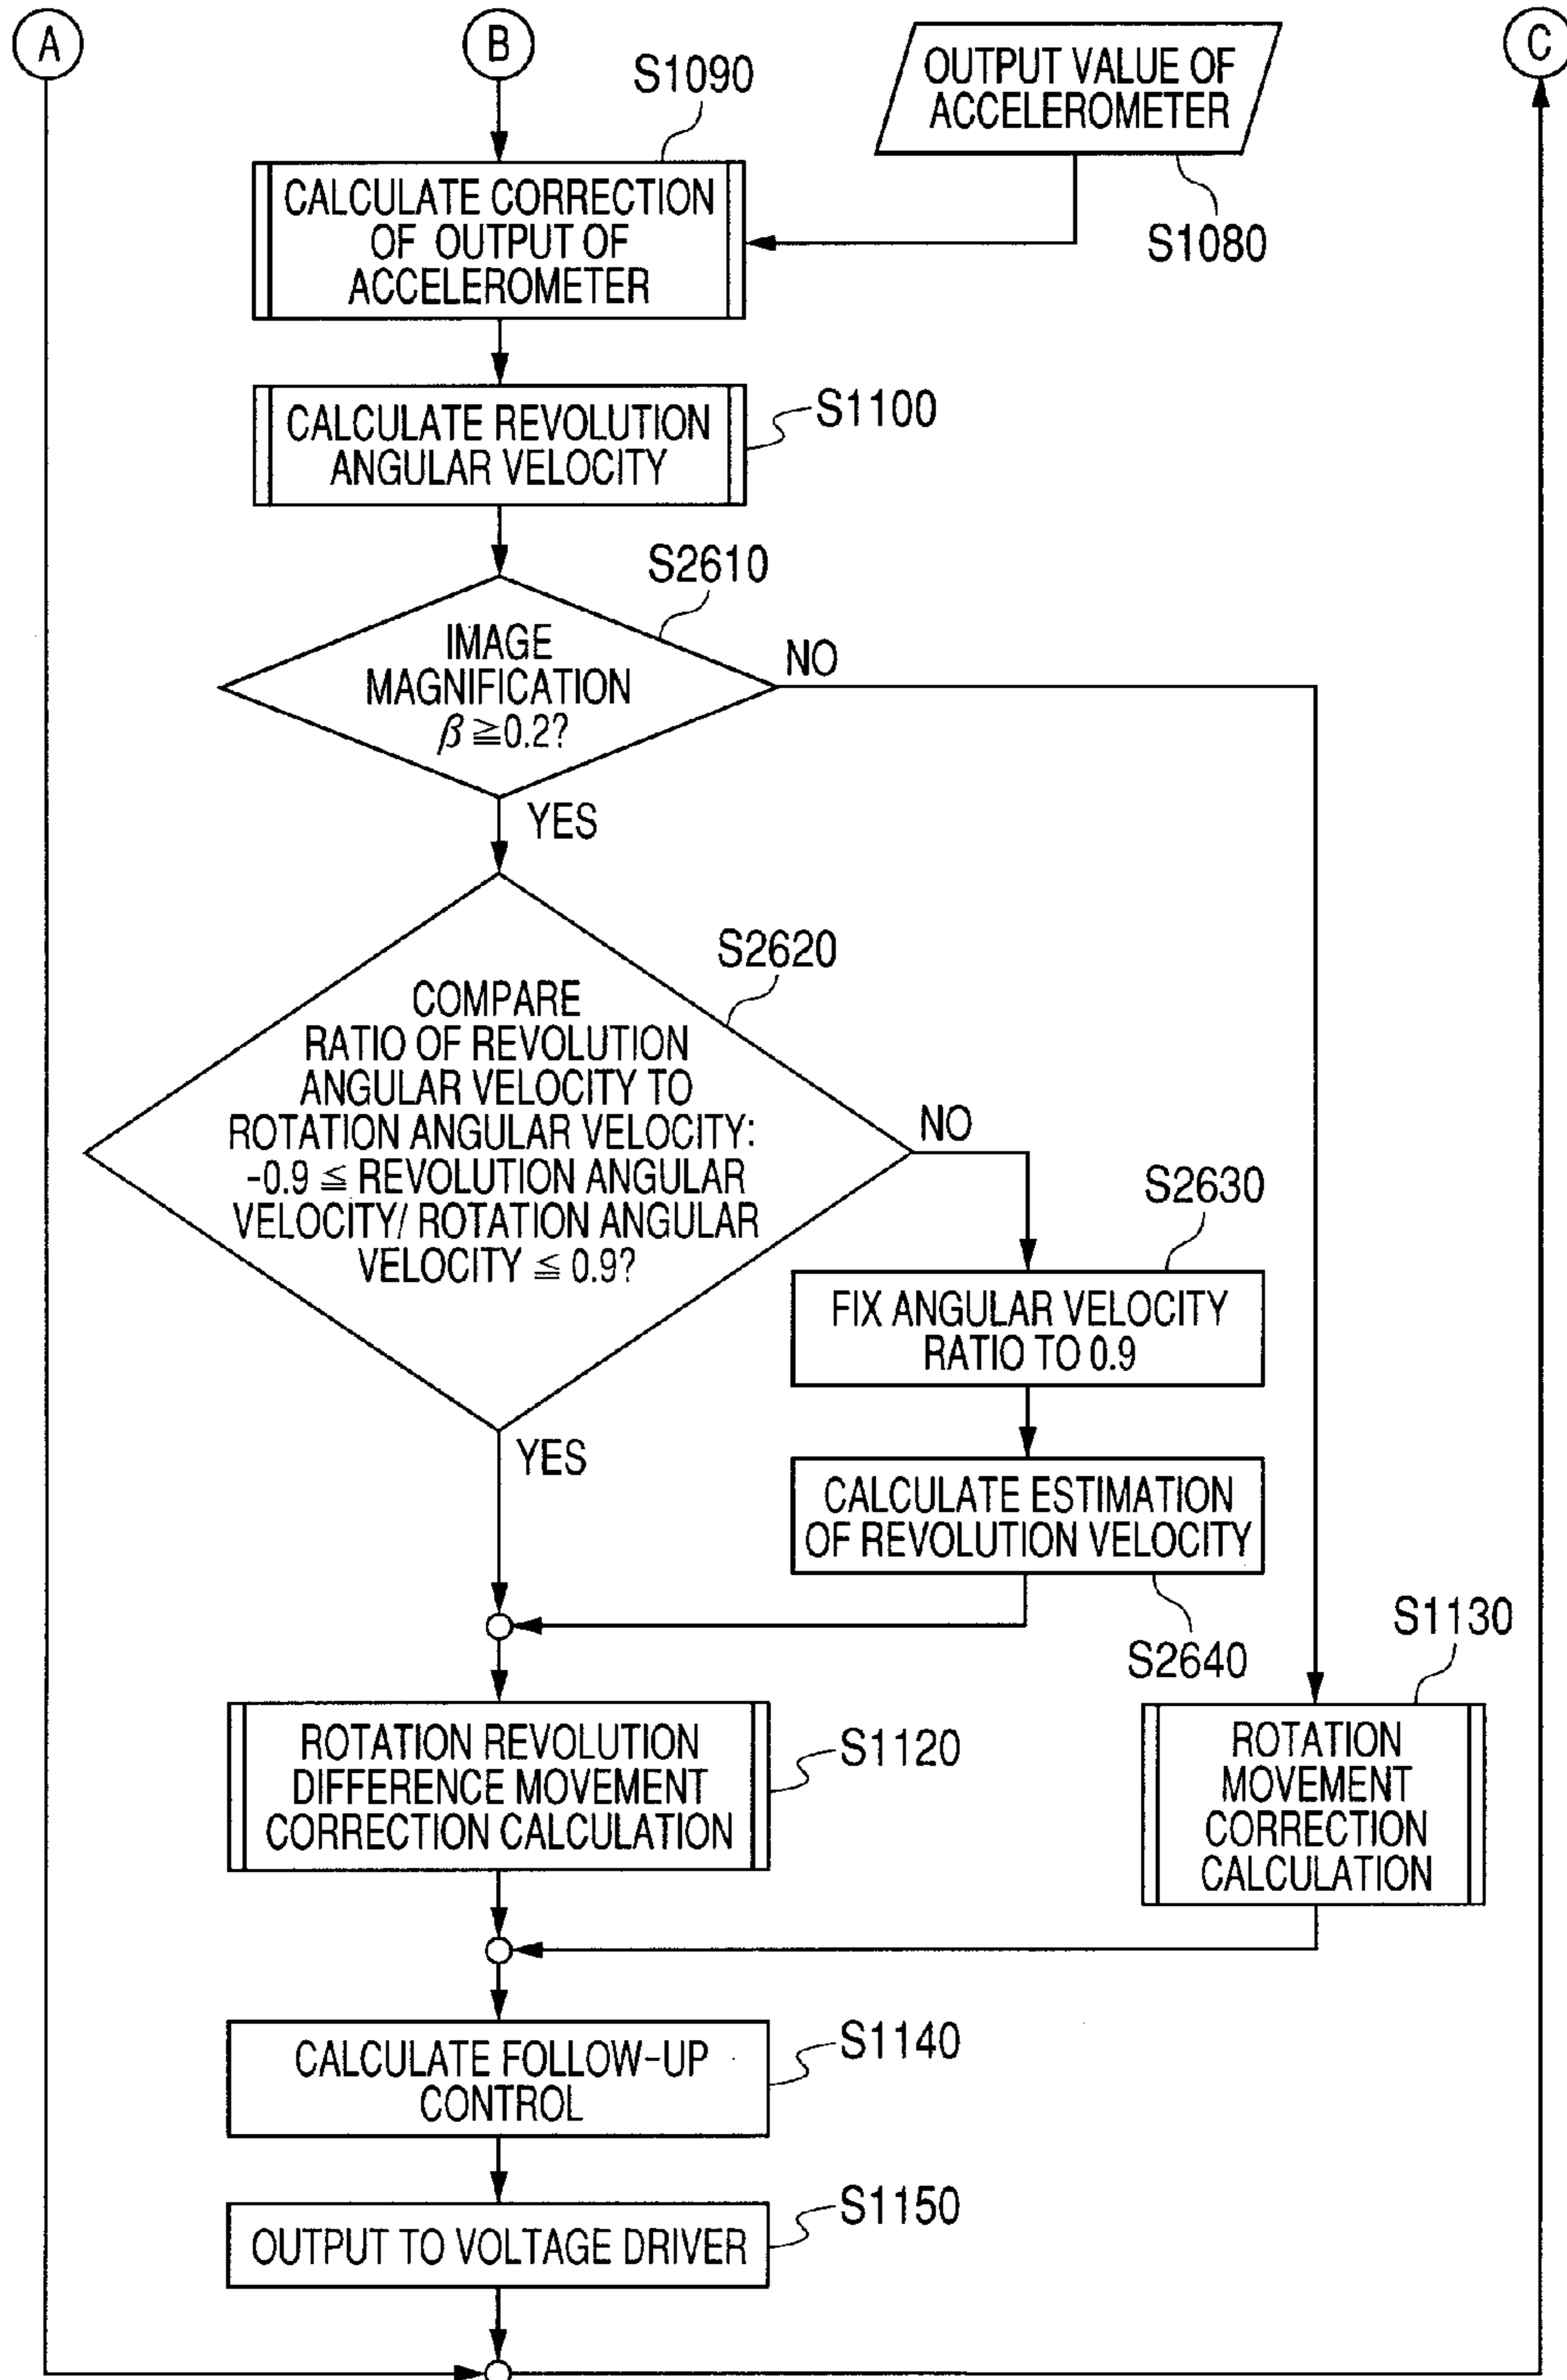 A
B
C
S1090
OUTPUT VALUE OF
ACCELEROMETER
S1080
CALCULATE CORRECTION
OF OUTPUT OF
ACCELEROMETER
CALCULATE REVOLUTION
ANGULAR VELOCITY
S1100
S2610
IMAGE
MAGNIFICATION
β ≧0.2?
NO
YES
S2620
COMPARE
RATIO OF REVOLUTION
ANGULAR VELOCITY TO
ROTATION ANGULAR VELOCITY:
-0.9 ≦ REVOLUTION ANGULAR
VELOCITY/ ROTATION ANGULAR
VELOCITY ≦ 0.9?
NO
YES
S2630
FIX ANGULAR VELOCITY
RATIO TO 0.9
CALCULATE ESTIMATION
OF REVOLUTION VELOCITY
S2640
S1130
ROTATION REVOLUTION
DIFFERENCE MOVEMENT
CORRECTION CALCULATION
S1120
ROTATION
MOVEMENT
CORRECTION
CALCULATION
CALCULATE FOLLOW-UP
CONTROL
S1140
OUTPUT TO VOLTAGE DRIVER
S1150